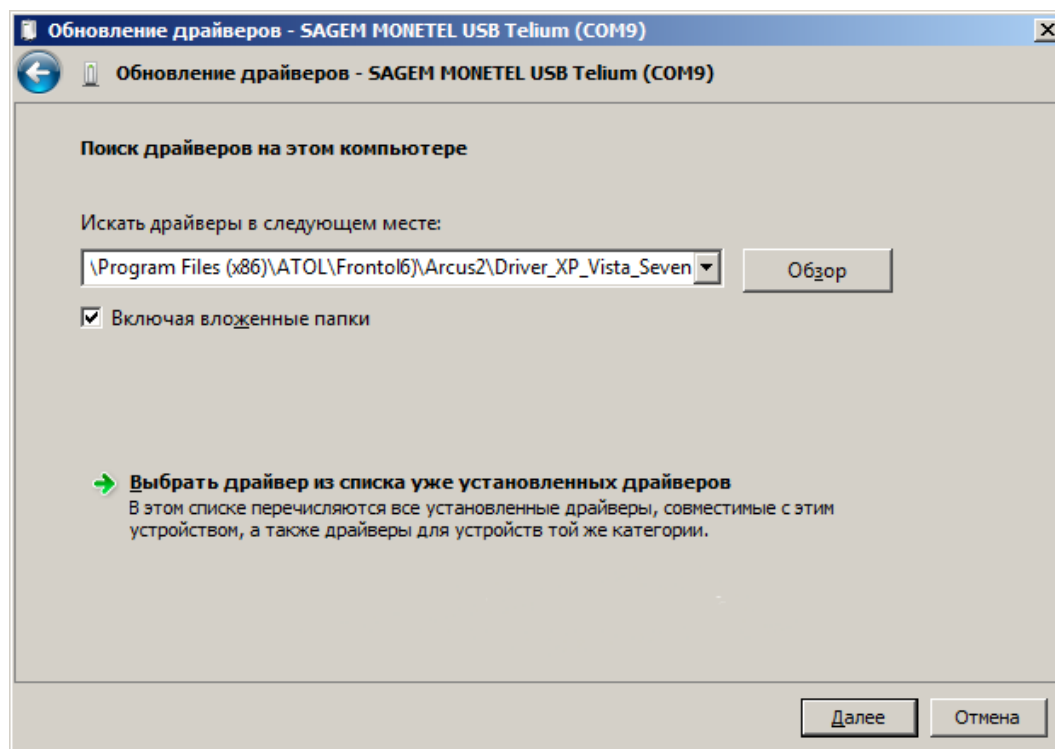 Обновление драйверов - SAGEM MONETEL USB Telium (COM9)
Обновление драйверов - SAGEM MONETEL USB Telium (COM9)
Поиск драйверов на этом компьютере
Искать драйверы в следующем месте:
\Program Files (x86)\ATOL\Frontol6)\Arcus2\Driver_XP_Vista_Seven
Обзор
Включая вложенные папки
Выбрать драйвер из списка уже установленных драйверов
В этом списке перечисляются все установленные драйверы, совместимые с этим
устройством, а также драйверы для устройств той же категории.
Далее
Отмена